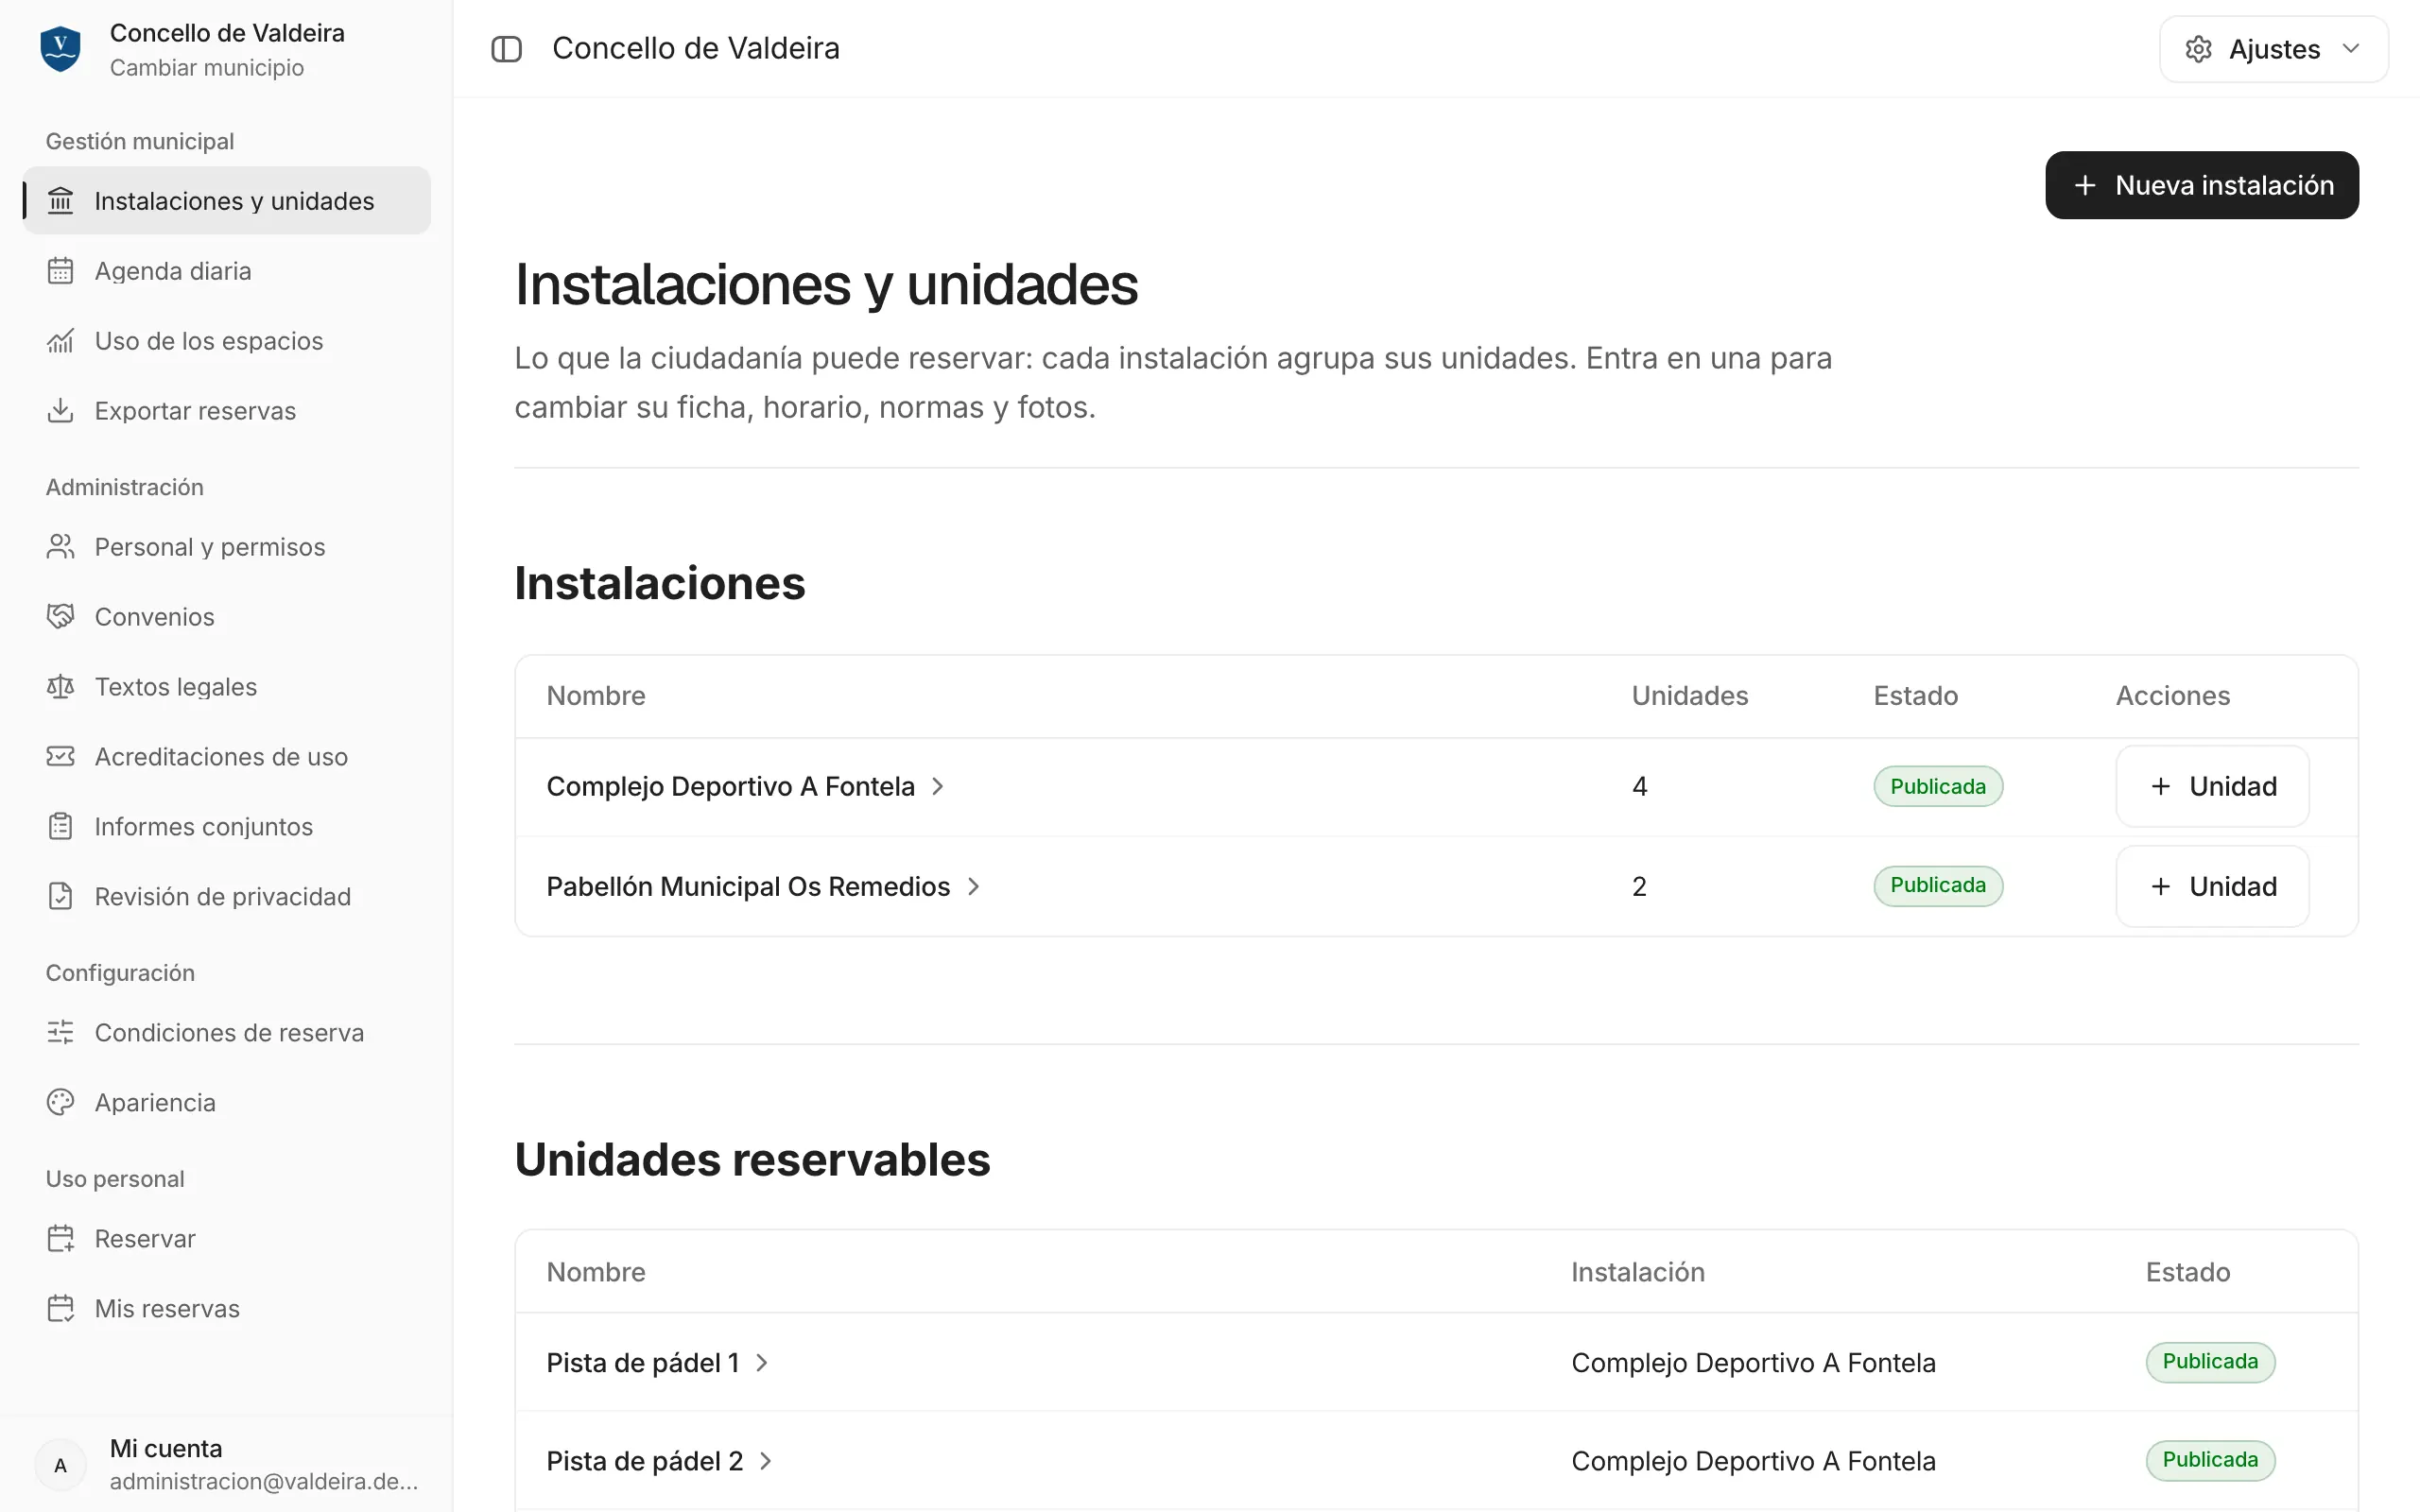 V
Concello de Valdeira
Cambiar municipio
Gestión municipal
Instalaciones y unidades
Agenda diaria
Uso de los espacios
Exportar reservas
Administración
Personal y permisos
Convenios
Textos legales
Acreditaciones de uso
Informes conjuntos
Revisión de privacidad
Configuración
Condiciones de reserva
Apariencia
Uso personal
Reservar
Mis reservas
A
Mi cuenta
administracion@valdeira.de...
Concello de Valdeira
Ajustes
+ Nueva instalación
Instalaciones y unidades
Lo que la ciudadanía puede reservar: cada instalación agrupa sus unidades. Entra en una para
cambiar su ficha, horario, normas y fotos.
Instalaciones
Nombre Unidades Estado Acciones
Complejo Deportivo A Fontela 4 Publicada + Unidad
Pabellón Municipal Os Remedios 2 Publicada + Unidad
Unidades reservables
Nombre Instalación Estado
Pista de pádel 1 Complejo Deportivo A Fontela Publicada
Pista de pádel 2 Complejo Deportivo A Fontela Publicada